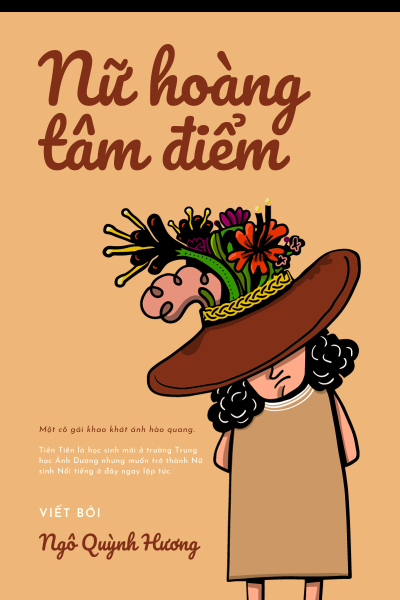 Nữ hoàng
tâm điểm
Một cô gái khao khát ánh hào quang.
Tiên Tiên là học sinh mới ở trường Trung
học Ánh Dương nhưng muốn trở thành Nữ
sinh Nổi tiếng ở đây ngay lập tức.
VIẾT BỞI
Ngô Quỳnh Hương